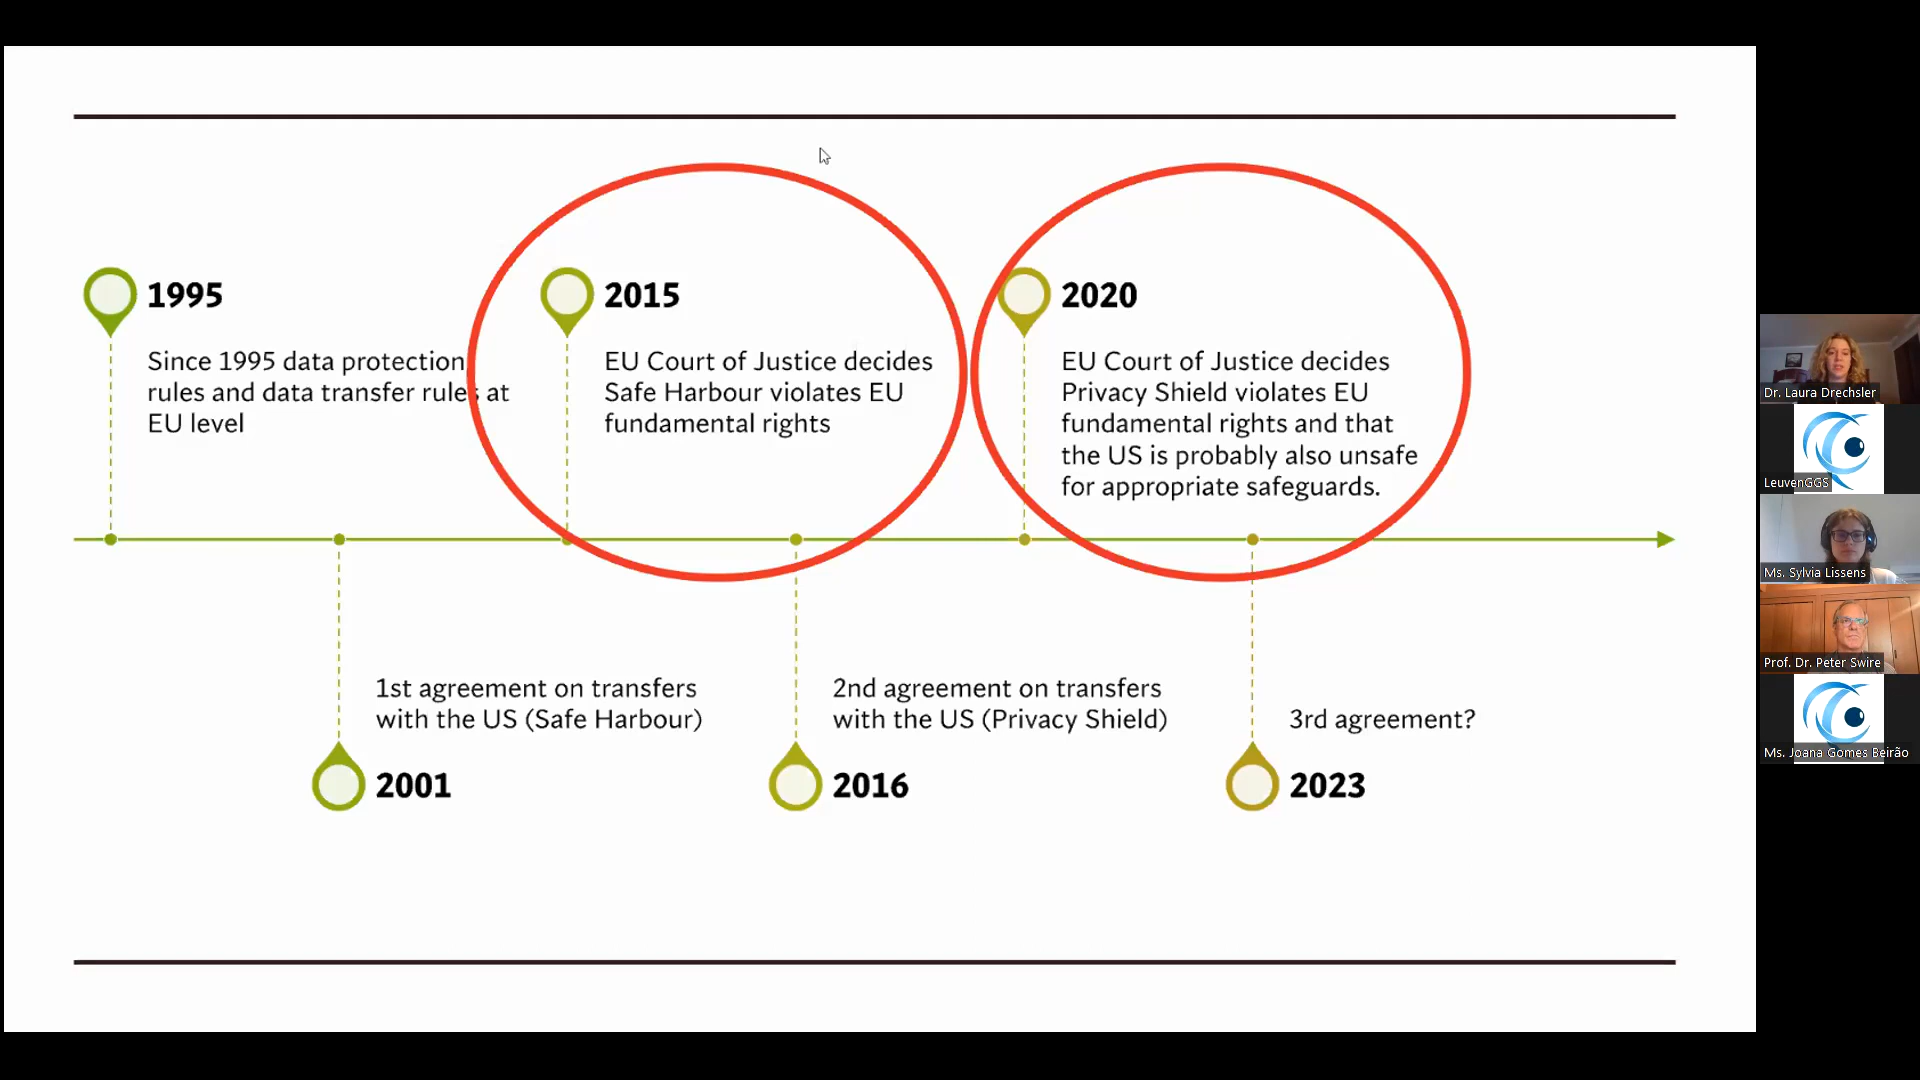 1995
Since 1995 data protection
rules and data transfer rules at
EU level
2015
EU Court of Justice decides
Safe Harbour violates EU
fundamental rights
2020
EU Court of Justice decides
Privacy Shield violates EU
fundamental rights and that
the US is probably also unsafe
for appropriate safeguards.
1st agreement on transfers
with the US (Safe Harbour)
2001
2nd agreement on transfers
with the US (Privacy Shield)
2016
3rd agreement?
2023
Dr. Laura Drechsler
LeuvenGGS
Ms. Sylvia Lissens
Prof. Dr. Peter Swire
Ms. Joana Gomes Beirão